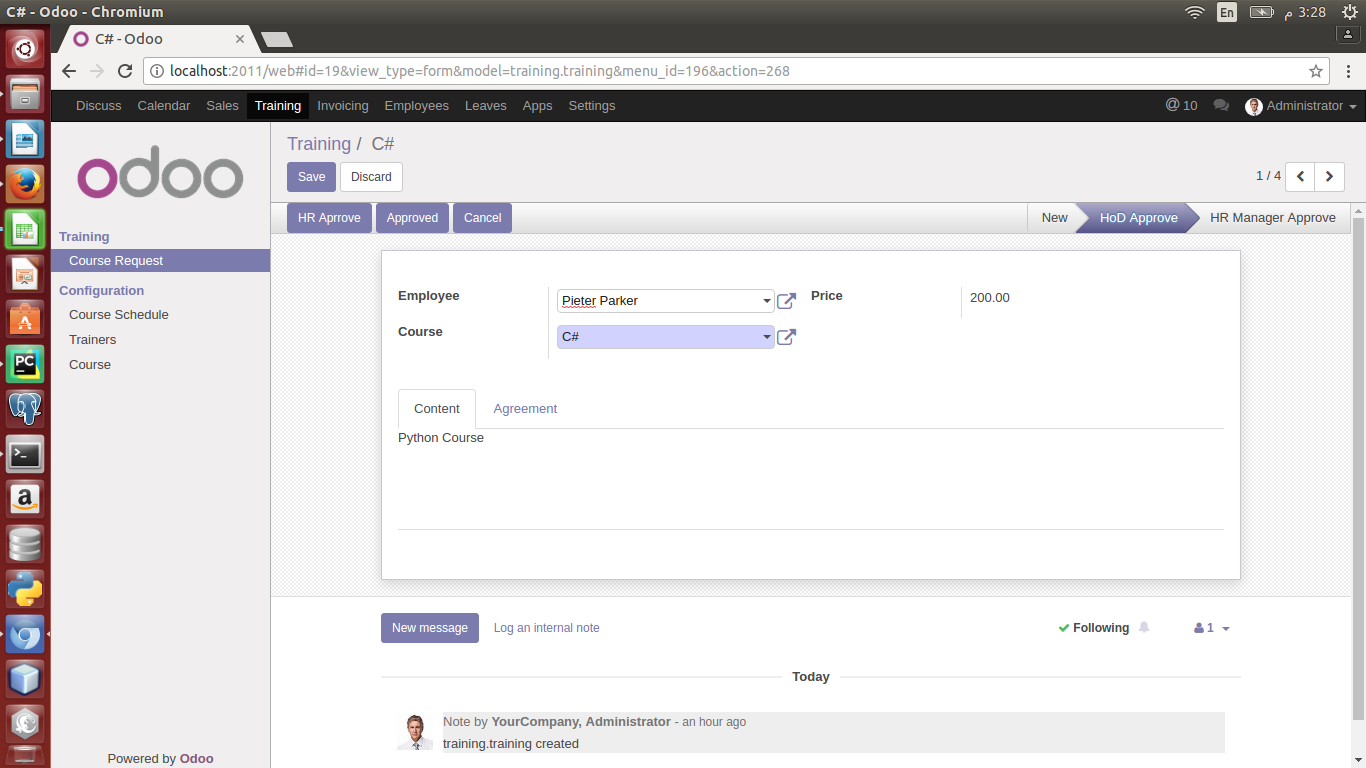 C# - Odoo - Chromium
En
3:28 م
C# - Odoo
localhost:2011/web#id=19&view_type=form&model=training.training&menu_id=196&action=268
Discuss Calendar Sales Training Invoicing Employees Leaves Apps Settings
@ 10
Administrator
odoo
Training
Course Request
Configuration
Course Schedule
Trainers
Course
Powered by Odoo
Training / C#
Save Discard
1 / 4
HR Aprrove Approved Cancel
New HoD Approve HR Manager Approve
Employee Pieter Parker Price 200.00
Course C#
Content Agreement
Python Course
New message Log an internal note
Following 1
Today
Note by YourCompany, Administrator - an hour ago
training.training created
PC
>_
a